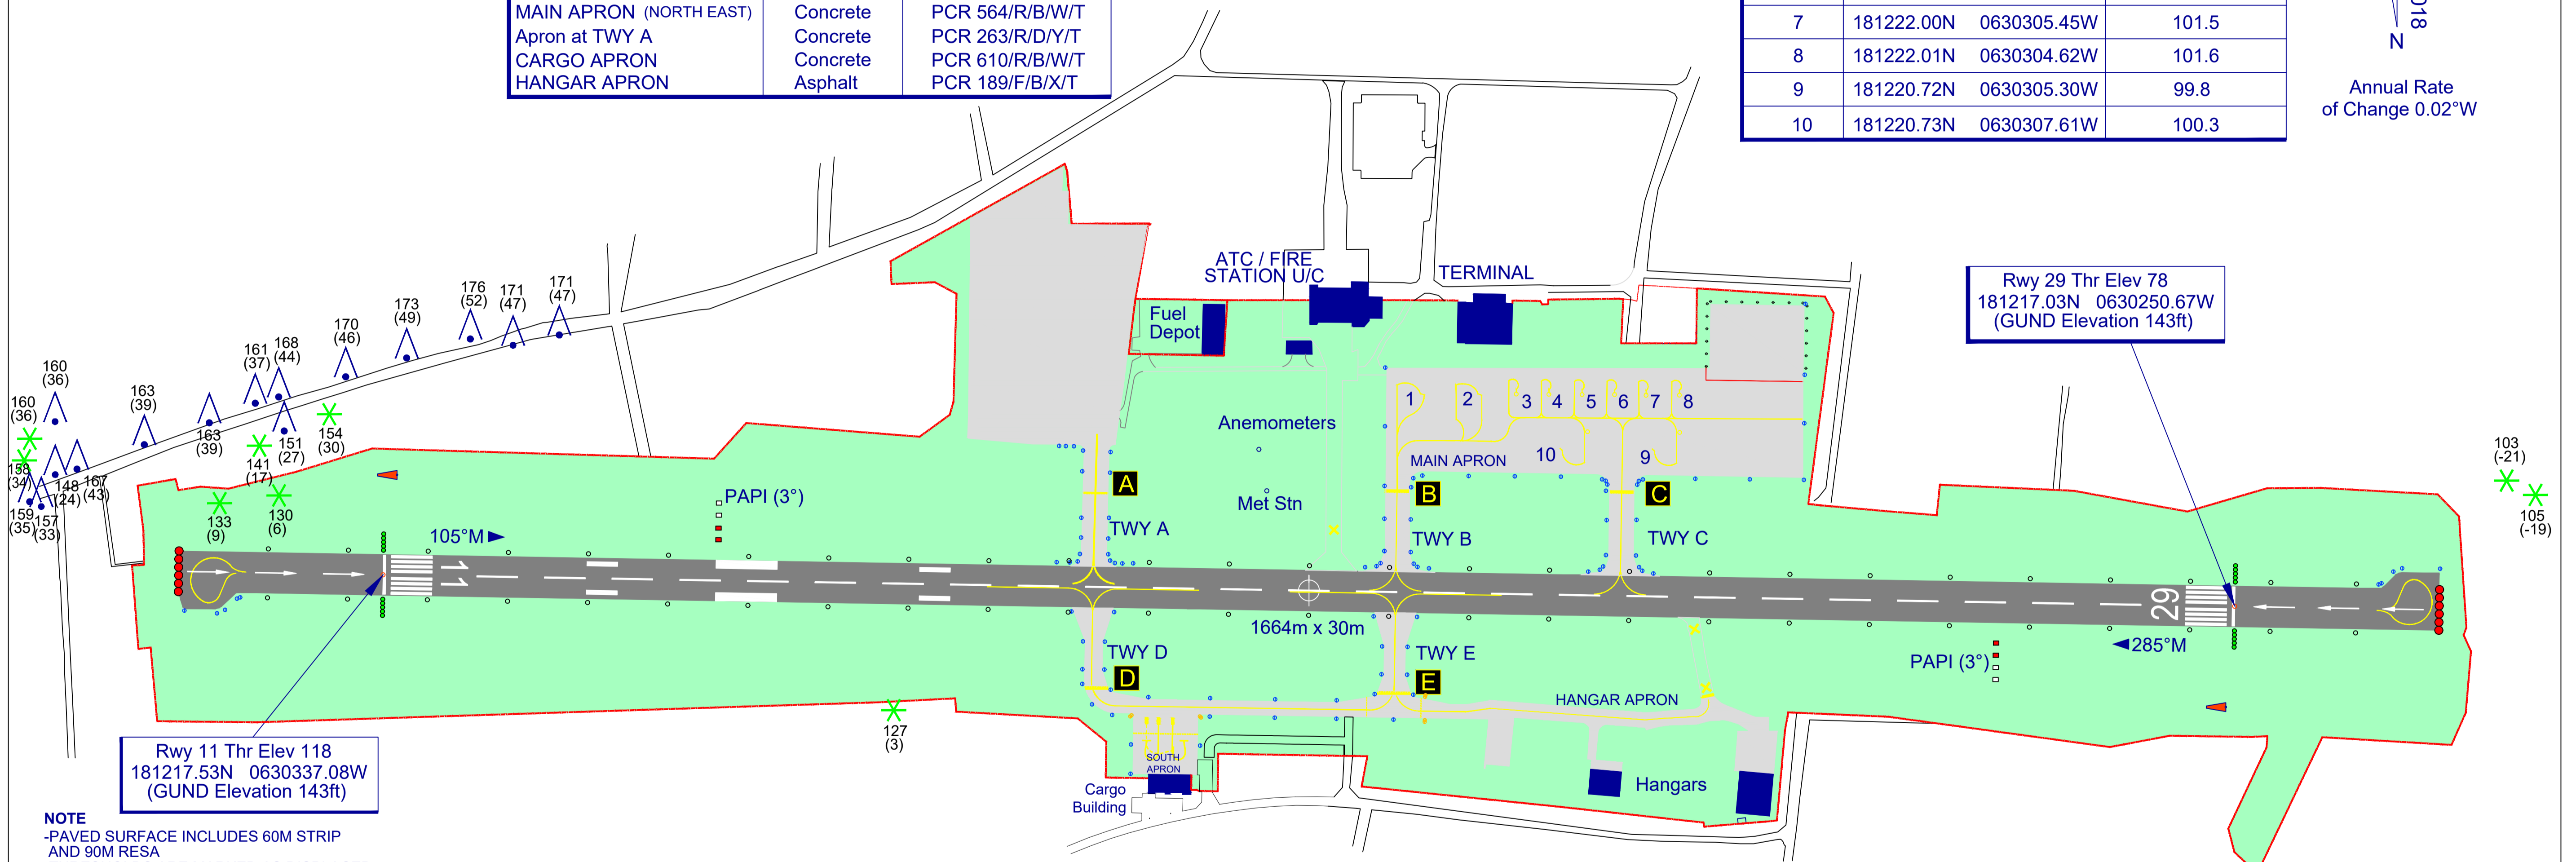 MAIN APRON (NORTH EAST) Concrete PCR 564/R/B/W/T
Apron at TWY A Concrete PCR 263/R/D/Y/T
CARGO APRON Concrete PCR 610/R/B/W/T
HANGAR APRON Asphalt PCR 189/F/B/X/T
7 181222.00N 0630305.45W 101.5
8 181222.01N 0630304.62W 101.6
9 181220.72N 0630305.30W 99.8
10 181220.73N 0630307.61W 100.3
018
N
Annual Rate
of Change 0.02°W
ATC / FIRE
STATION U/C
TERMINAL
Fuel
Depot
Rwy 29 Thr Elev 78
181217.03N 0630250.67W
(GUND Elevation 143ft)
171
(47)
171
(47)
176
(52)
173
(49)
170
(46)
168
(44)
161
(37)
163
(39)
160
(36)
160
(36)
163
(39)
151
(27)
154
(30)
141
(17)
158
(34)
148
(24)
167
(43)
159
(35)
157
(33)
133
(9)
130
(6)
103
(-21)
105
(-19)
1 2 3 4 5 6 7 8
10 9
MAIN APRON
Anemometers
Met Stn
PAPI (3°)
105°M
A B C
TWY A
TWY B
TWY C
11
29
1664m x 30m
285°M
PAPI (3°)
TWY D
TWY E
D E
HANGAR APRON
127
(3)
SOUTH
APRON
Cargo
Building
Hangars
Rwy 11 Thr Elev 118
181217.53N 0630337.08W
(GUND Elevation 143ft)
NOTE
-PAVED SURFACE INCLUDES 60M STRIP
AND 90M RESA